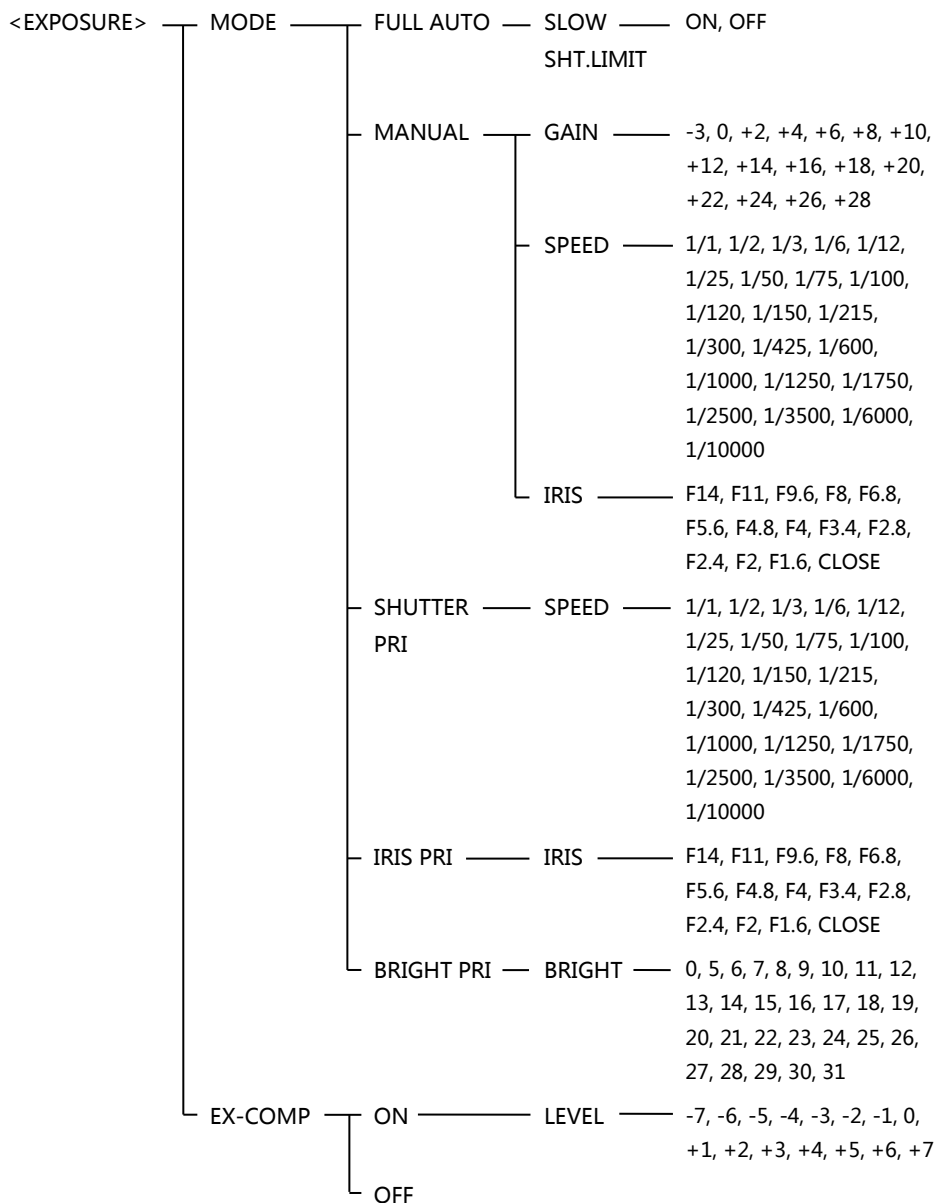 <EXPOSURE> MODE FULL AUTO SLOW ON, OFF
SHT.LIMIT
MANUAL GAIN -3, 0, +2, +4, +6, +8, +10,
+12, +14, +16, +18, +20,
+22, +24, +26, +28
SPEED 1/1, 1/2, 1/3, 1/6, 1/12,
1/25, 1/50, 1/75, 1/100,
1/120, 1/150, 1/215,
1/300, 1/425, 1/600,
1/1000, 1/1250, 1/1750,
1/2500, 1/3500, 1/6000,
1/10000
IRIS F14, F11, F9.6, F8, F6.8,
F5.6, F4.8, F4, F3.4, F2.8,
F2.4, F2, F1.6, CLOSE
SHUTTER SPEED 1/1, 1/2, 1/3, 1/6, 1/12,
PRI 1/25, 1/50, 1/75, 1/100,
1/120, 1/150, 1/215,
1/300, 1/425, 1/600,
1/1000, 1/1250, 1/1750,
1/2500, 1/3500, 1/6000,
1/10000
IRIS PRI IRIS F14, F11, F9.6, F8, F6.8,
F5.6, F4.8, F4, F3.4, F2.8,
F2.4, F2, F1.6, CLOSE
BRIGHT PRI BRIGHT 0, 5, 6, 7, 8, 9, 10, 11, 12,
13, 14, 15, 16, 17, 18, 19,
20, 21, 22, 23, 24, 25, 26,
27, 28, 29, 30, 31
EX-COMP ON LEVEL -7, -6, -5, -4, -3, -2, -1, 0,
+1, +2, +3, +4, +5, +6, +7
OFF